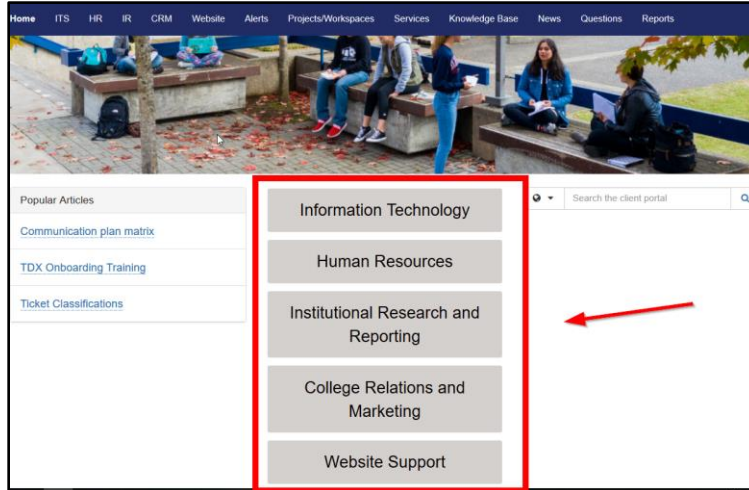 Home ITS HR IR CRM Website Alerts Projects/Workspaces Services Knowledge Base News Questions Reports
Popular Articles
Communication plan matrix
TDX Onboarding Training
Ticket Classifications
Information Technology
Human Resources
Institutional Research and
Reporting
College Relations and
Marketing
Website Support
Search the client portal